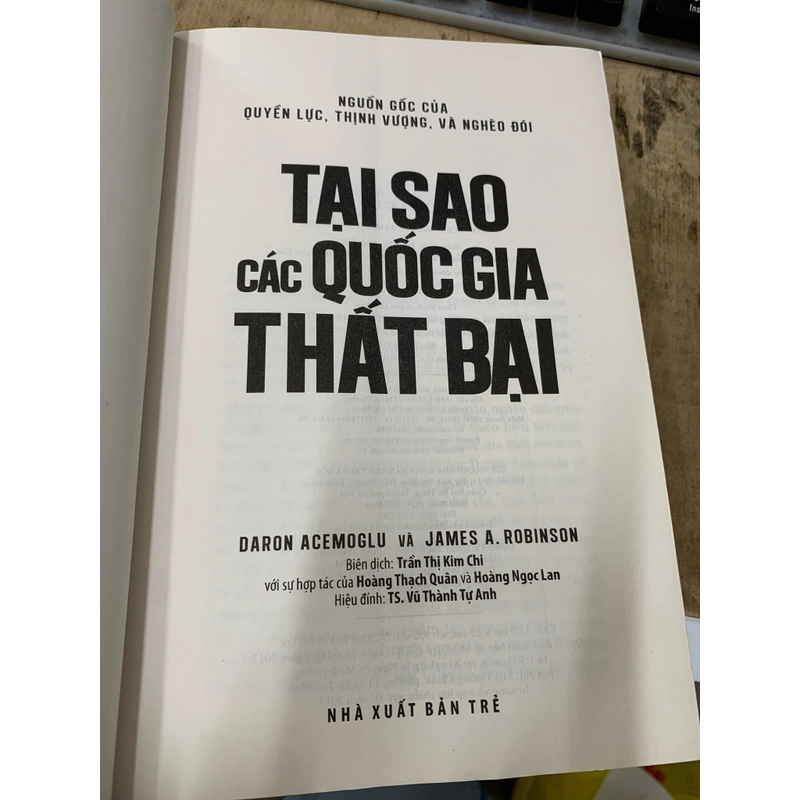 NGUỒN GỐC CỦA
QUYỀN LỰC, THỊNH VƯỢNG, VÀ NGHÈO ĐÓI
TẠI SAO
CÁC QUỐC GIA
THẤT BẠI
DARON ACEMOGLU VÀ JAMES A. ROBINSON
Biên dịch: Trần Thị Kim Chi
với sự hợp tác của Hoàng Thạch Quân và Hoàng Ngọc Lan
Hiệu đính: TS. Vũ Thành Tự Anh
NHÀ XUẤT BẢN TRẺ